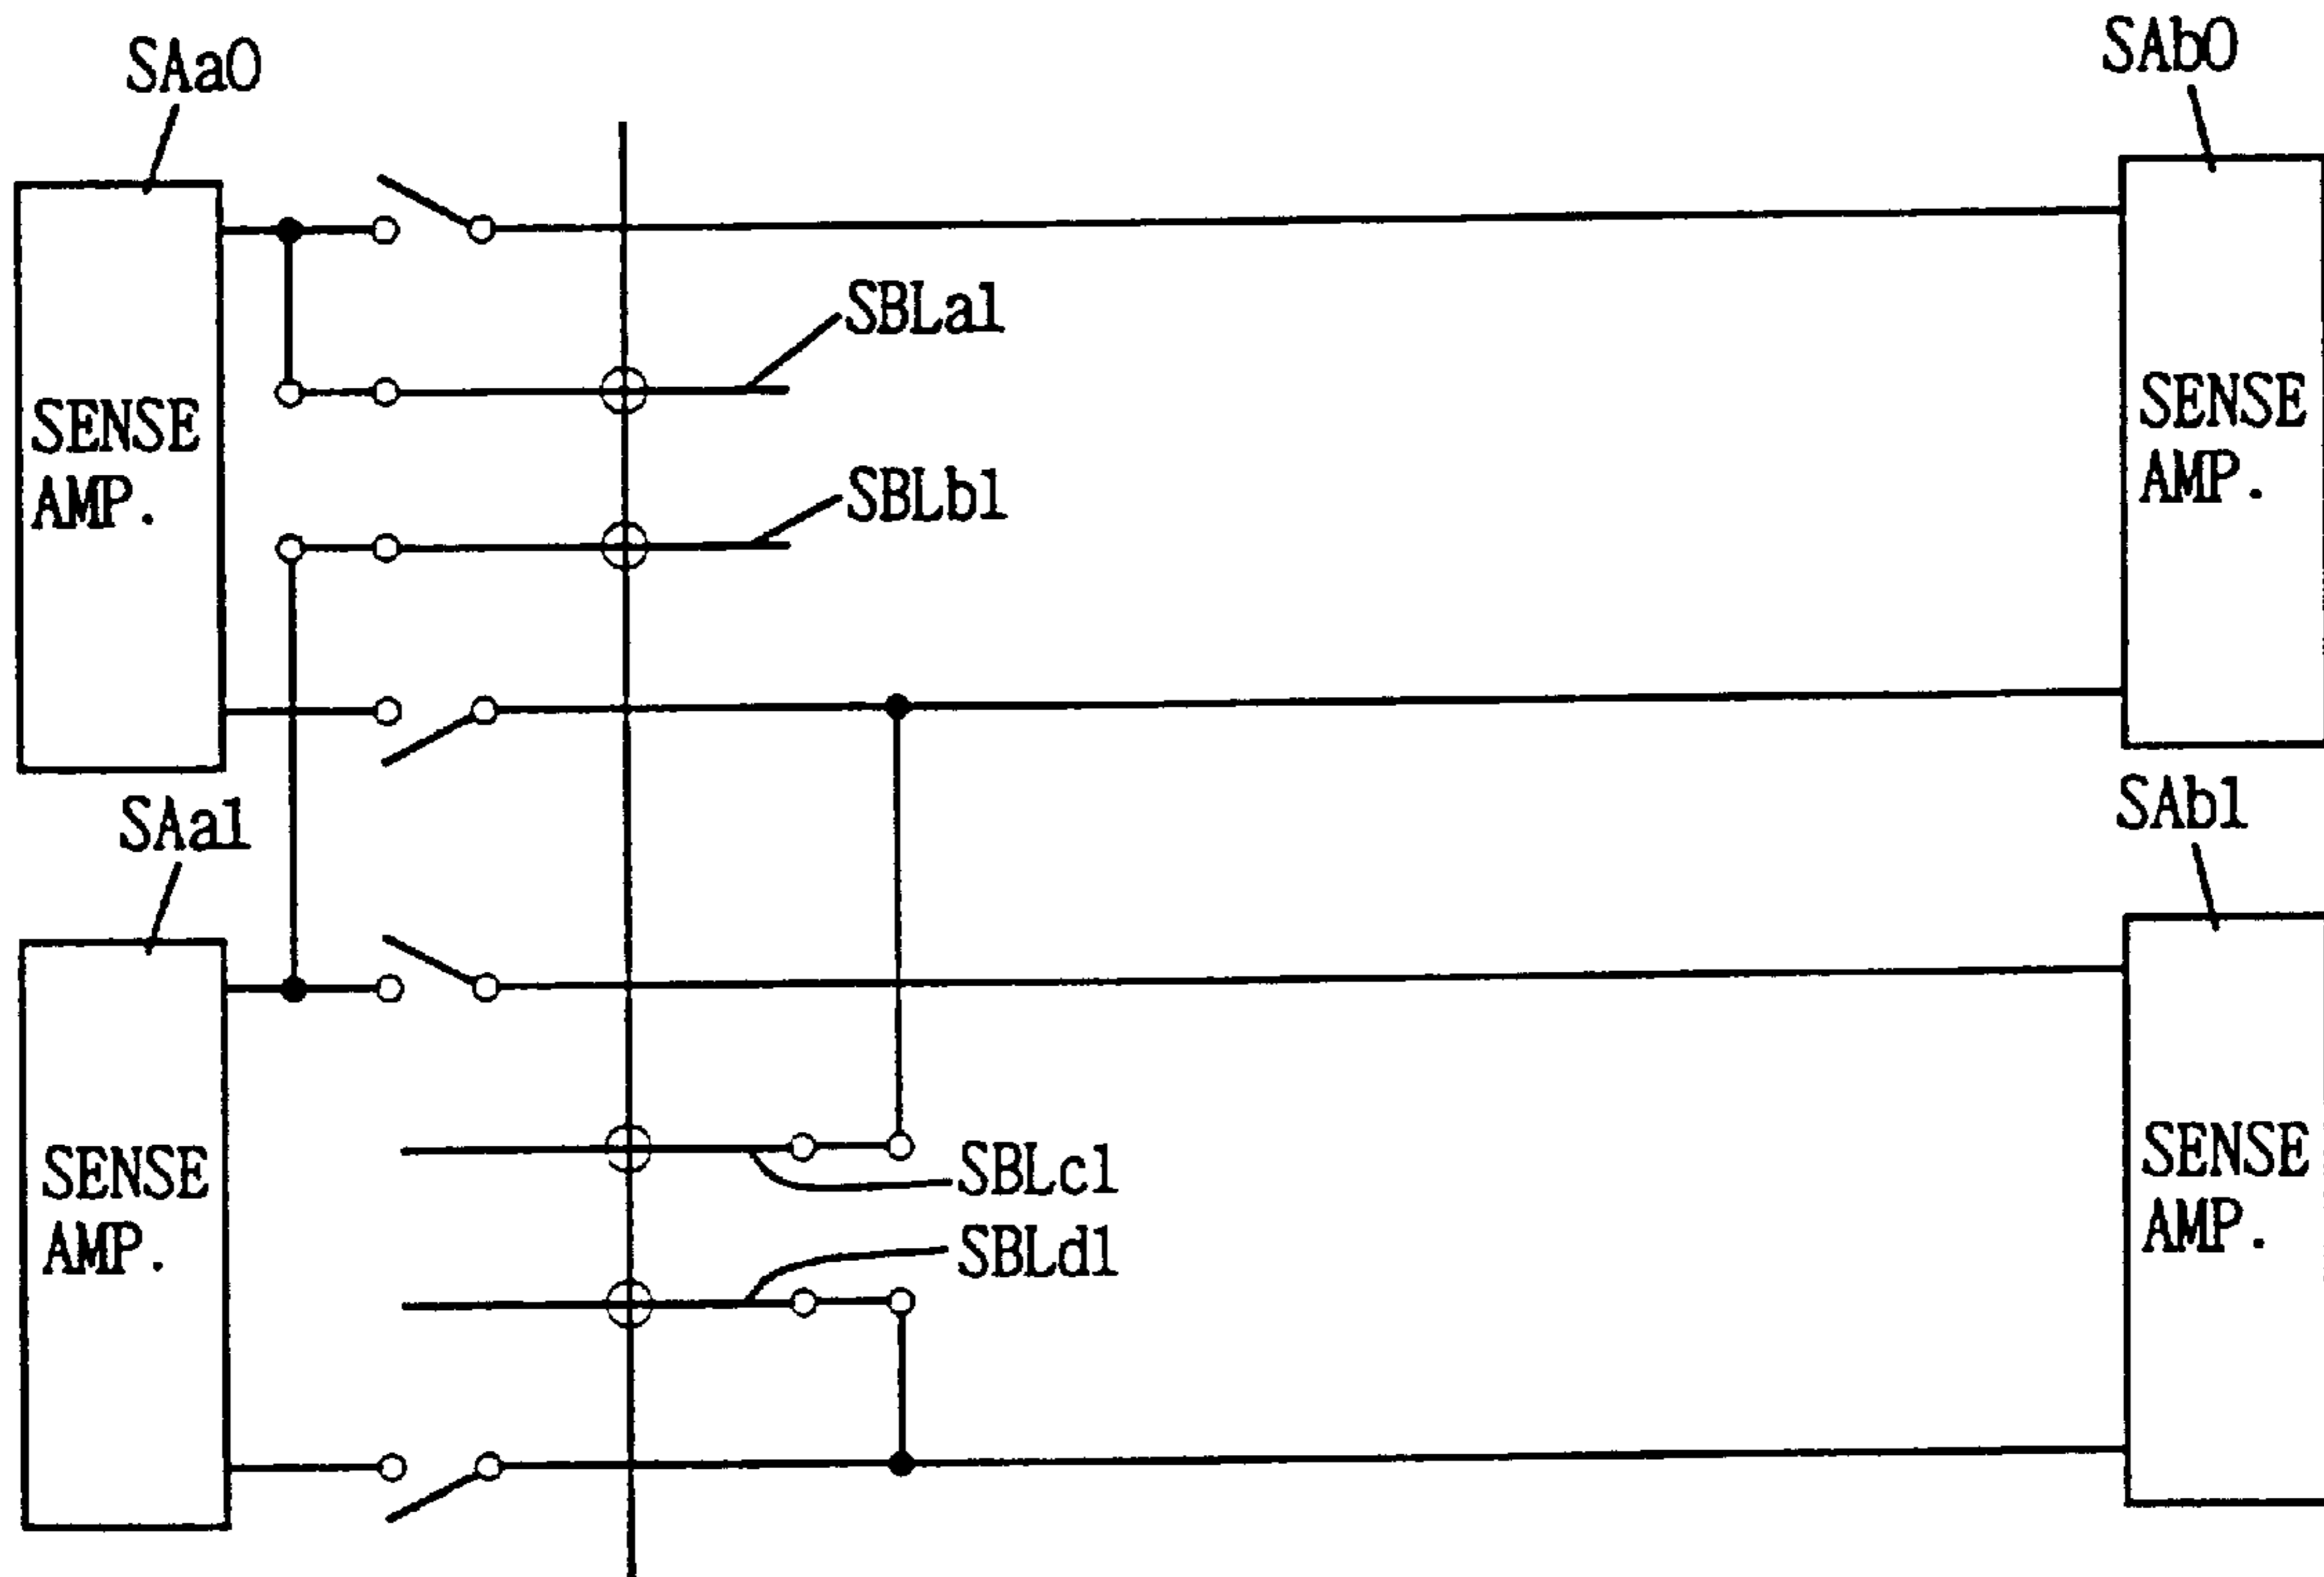 SAa0
SAb0
SBLa1
SENSE
AMP.
SENSE
AMP.
SBLb1
SAa1
SAb1
SENSE
AMP.
SENSE
AMP.
SBLc1
SBLd1